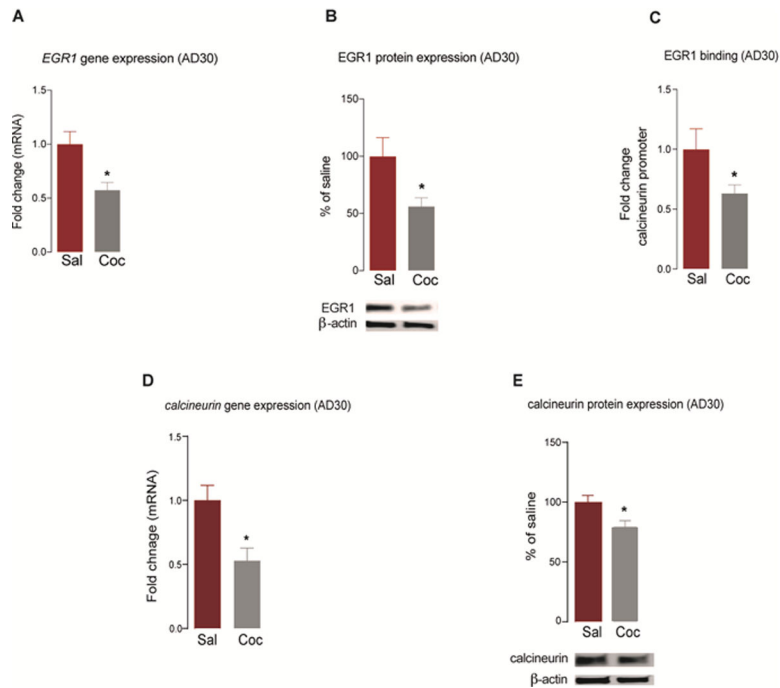 A
EGR1 gene expression (AD30)
Fold change (mRNA)
1.5
1.0
0.5
0.0
*
Sal Coc
B
EGR1 protein expression (AD30)
% of saline
150
100
50
0
*
Sal Coc
EGR1
β-actin
C
EGR1 binding (AD30)
Fold change
calcineurin promoter
1.5
1.0
0.5
0.0
*
Sal Coc
D
calcineurin gene expression (AD30)
Fold chnage (mRNA)
1.5
1.0
0.5
0.0
*
Sal Coc
E
calcineurin protein expression (AD30)
% of saline
150
100
50
0
*
Sal Coc
calcineurin
β-actin